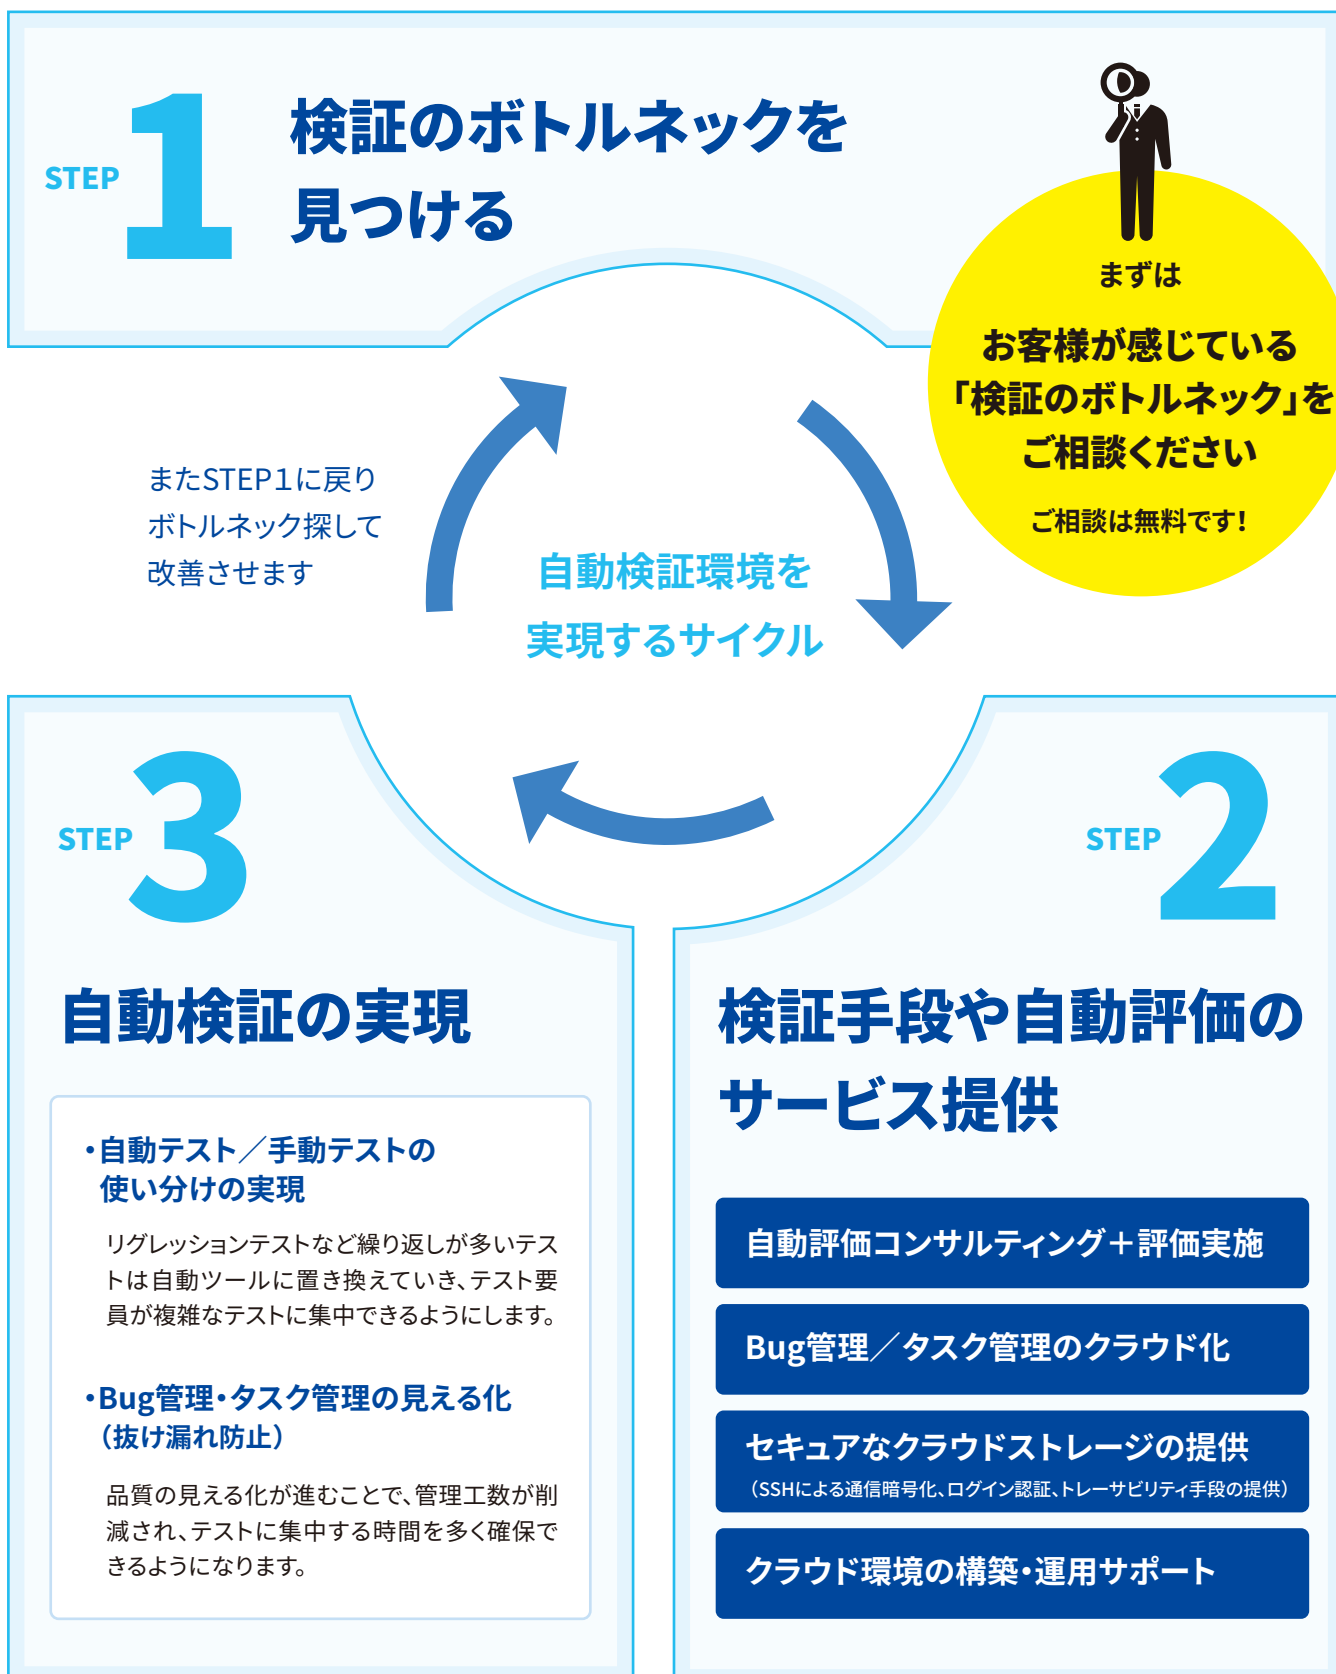 STEP 1
検証のボトルネックを
見つける
まずは
お客様が感じている
「検証のボトルネック」を
ご相談ください
ご相談は無料です!
またSTEP1に戻り
ボトルネック探して
改善させます
自動検証環境を
実現するサイクル
STEP 2
検証手段や自動評価の
サービス提供
自動評価コンサルティング＋評価実施
Bug管理／タスク管理のクラウド化
セキュアなクラウドストレージの提供
（SSHによる通信暗号化、ログイン認証、トレーサビリティ手段の提供）
クラウド環境の構築・運用サポート
STEP 3
自動検証の実現
・自動テスト／手動テストの
使い分けの実現
リグレッションテストなど繰り返しが多いテス
トは自動ツールに置き換えていき、テスト要
員が複雑なテストに集中できるようにします。
・Bug管理・タスク管理の見える化
（抜け漏れ防止）
品質の見える化が進むことで、管理工数が削
減され、テストに集中する時間を多く確保で
きるようになります。